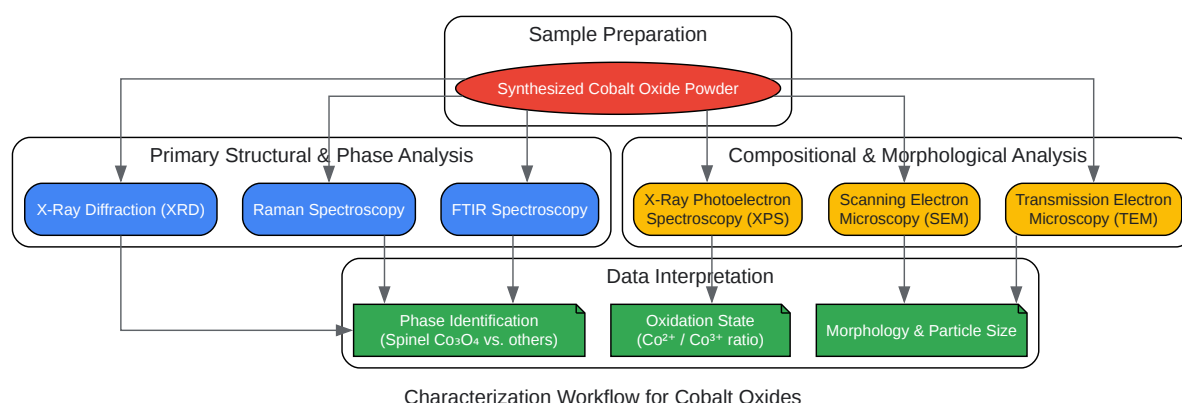 Sample Preparation
Synthesized Cobalt Oxide Powder
Primary Structural & Phase Analysis
X-Ray Diffraction (XRD)
Raman Spectroscopy
FTIR Spectroscopy
Compositional & Morphological Analysis
X-Ray Photoelectron
Spectroscopy (XPS)
Scanning Electron
Microscopy (SEM)
Transmission Electron
Microscopy (TEM)
Data Interpretation
Phase Identification
(Spinel Co₃O₄ vs. others)
Oxidation State
(Co²⁺ / Co³⁺ ratio)
Morphology & Particle Size
Characterization Workflow for Cobalt Oxides